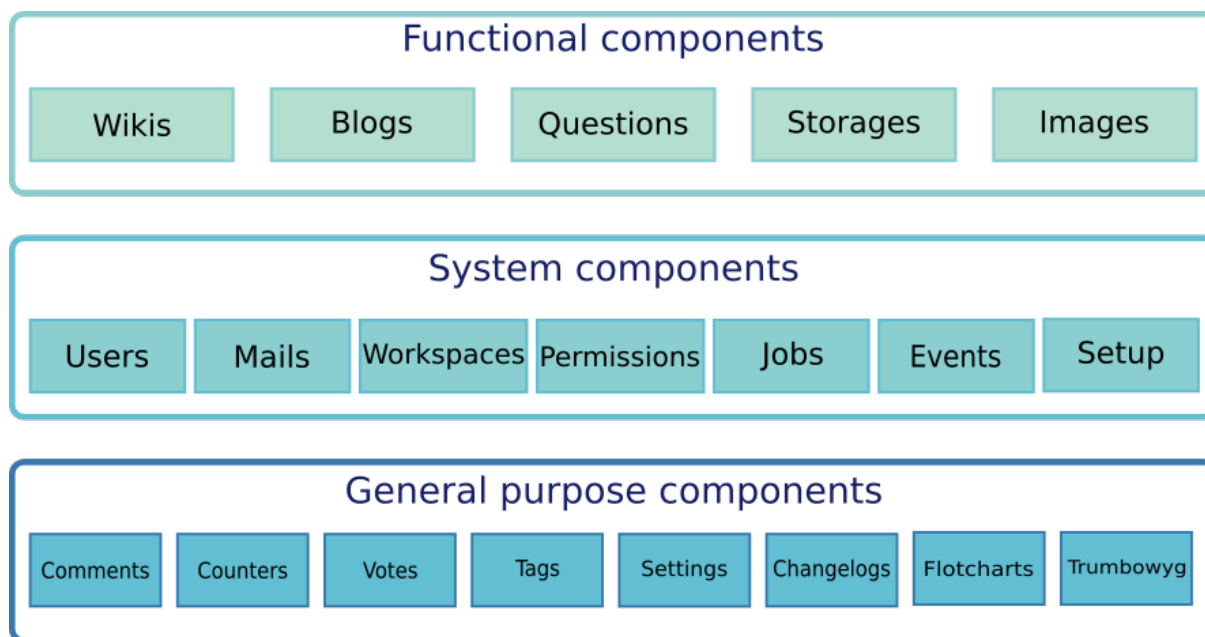 Functional components
Wikis Blogs Questions Storages Images
System components
Users Mails Workspaces Permissions Jobs Events Setup
General purpose components
Comments Counters Votes Tags Settings Changelogs Flotcharts Trumbowyg